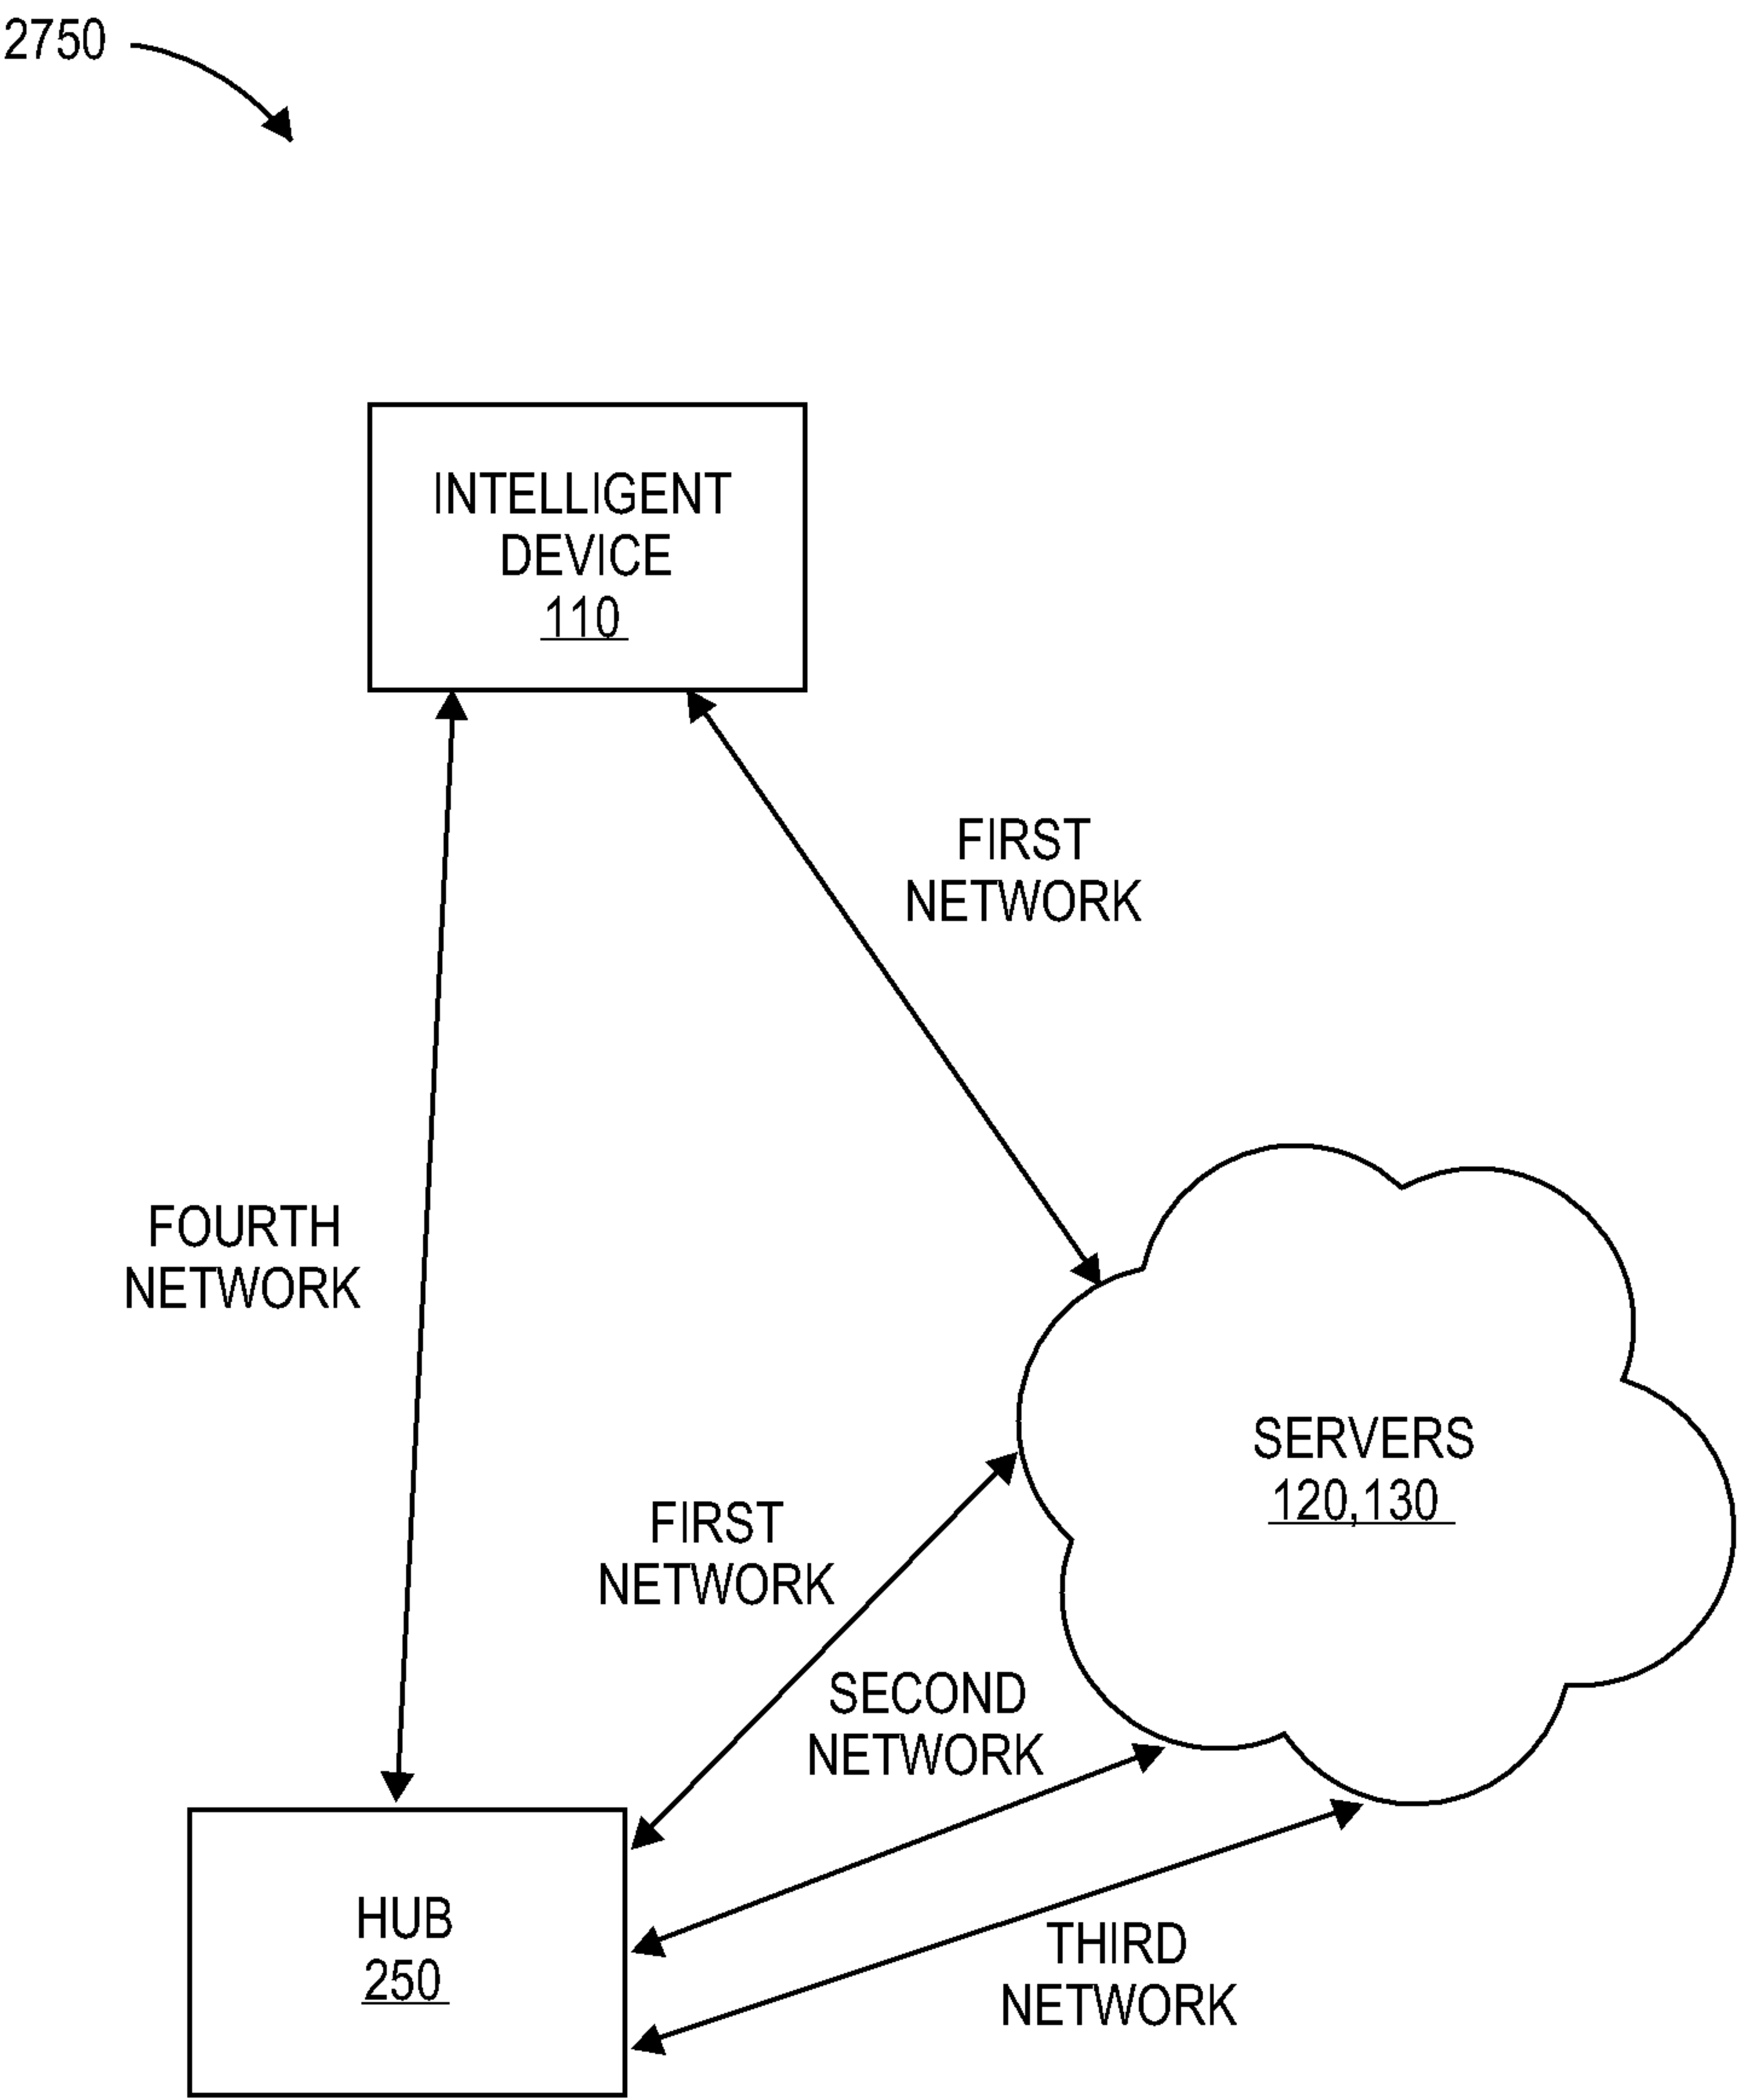 2750
INTELLIGENT
DEVICE
110
FIRST
NETWORK
FOURTH
NETWORK
SERVERS
120,130
FIRST
NETWORK
SECOND
NETWORK
HUB
250
THIRD
NETWORK